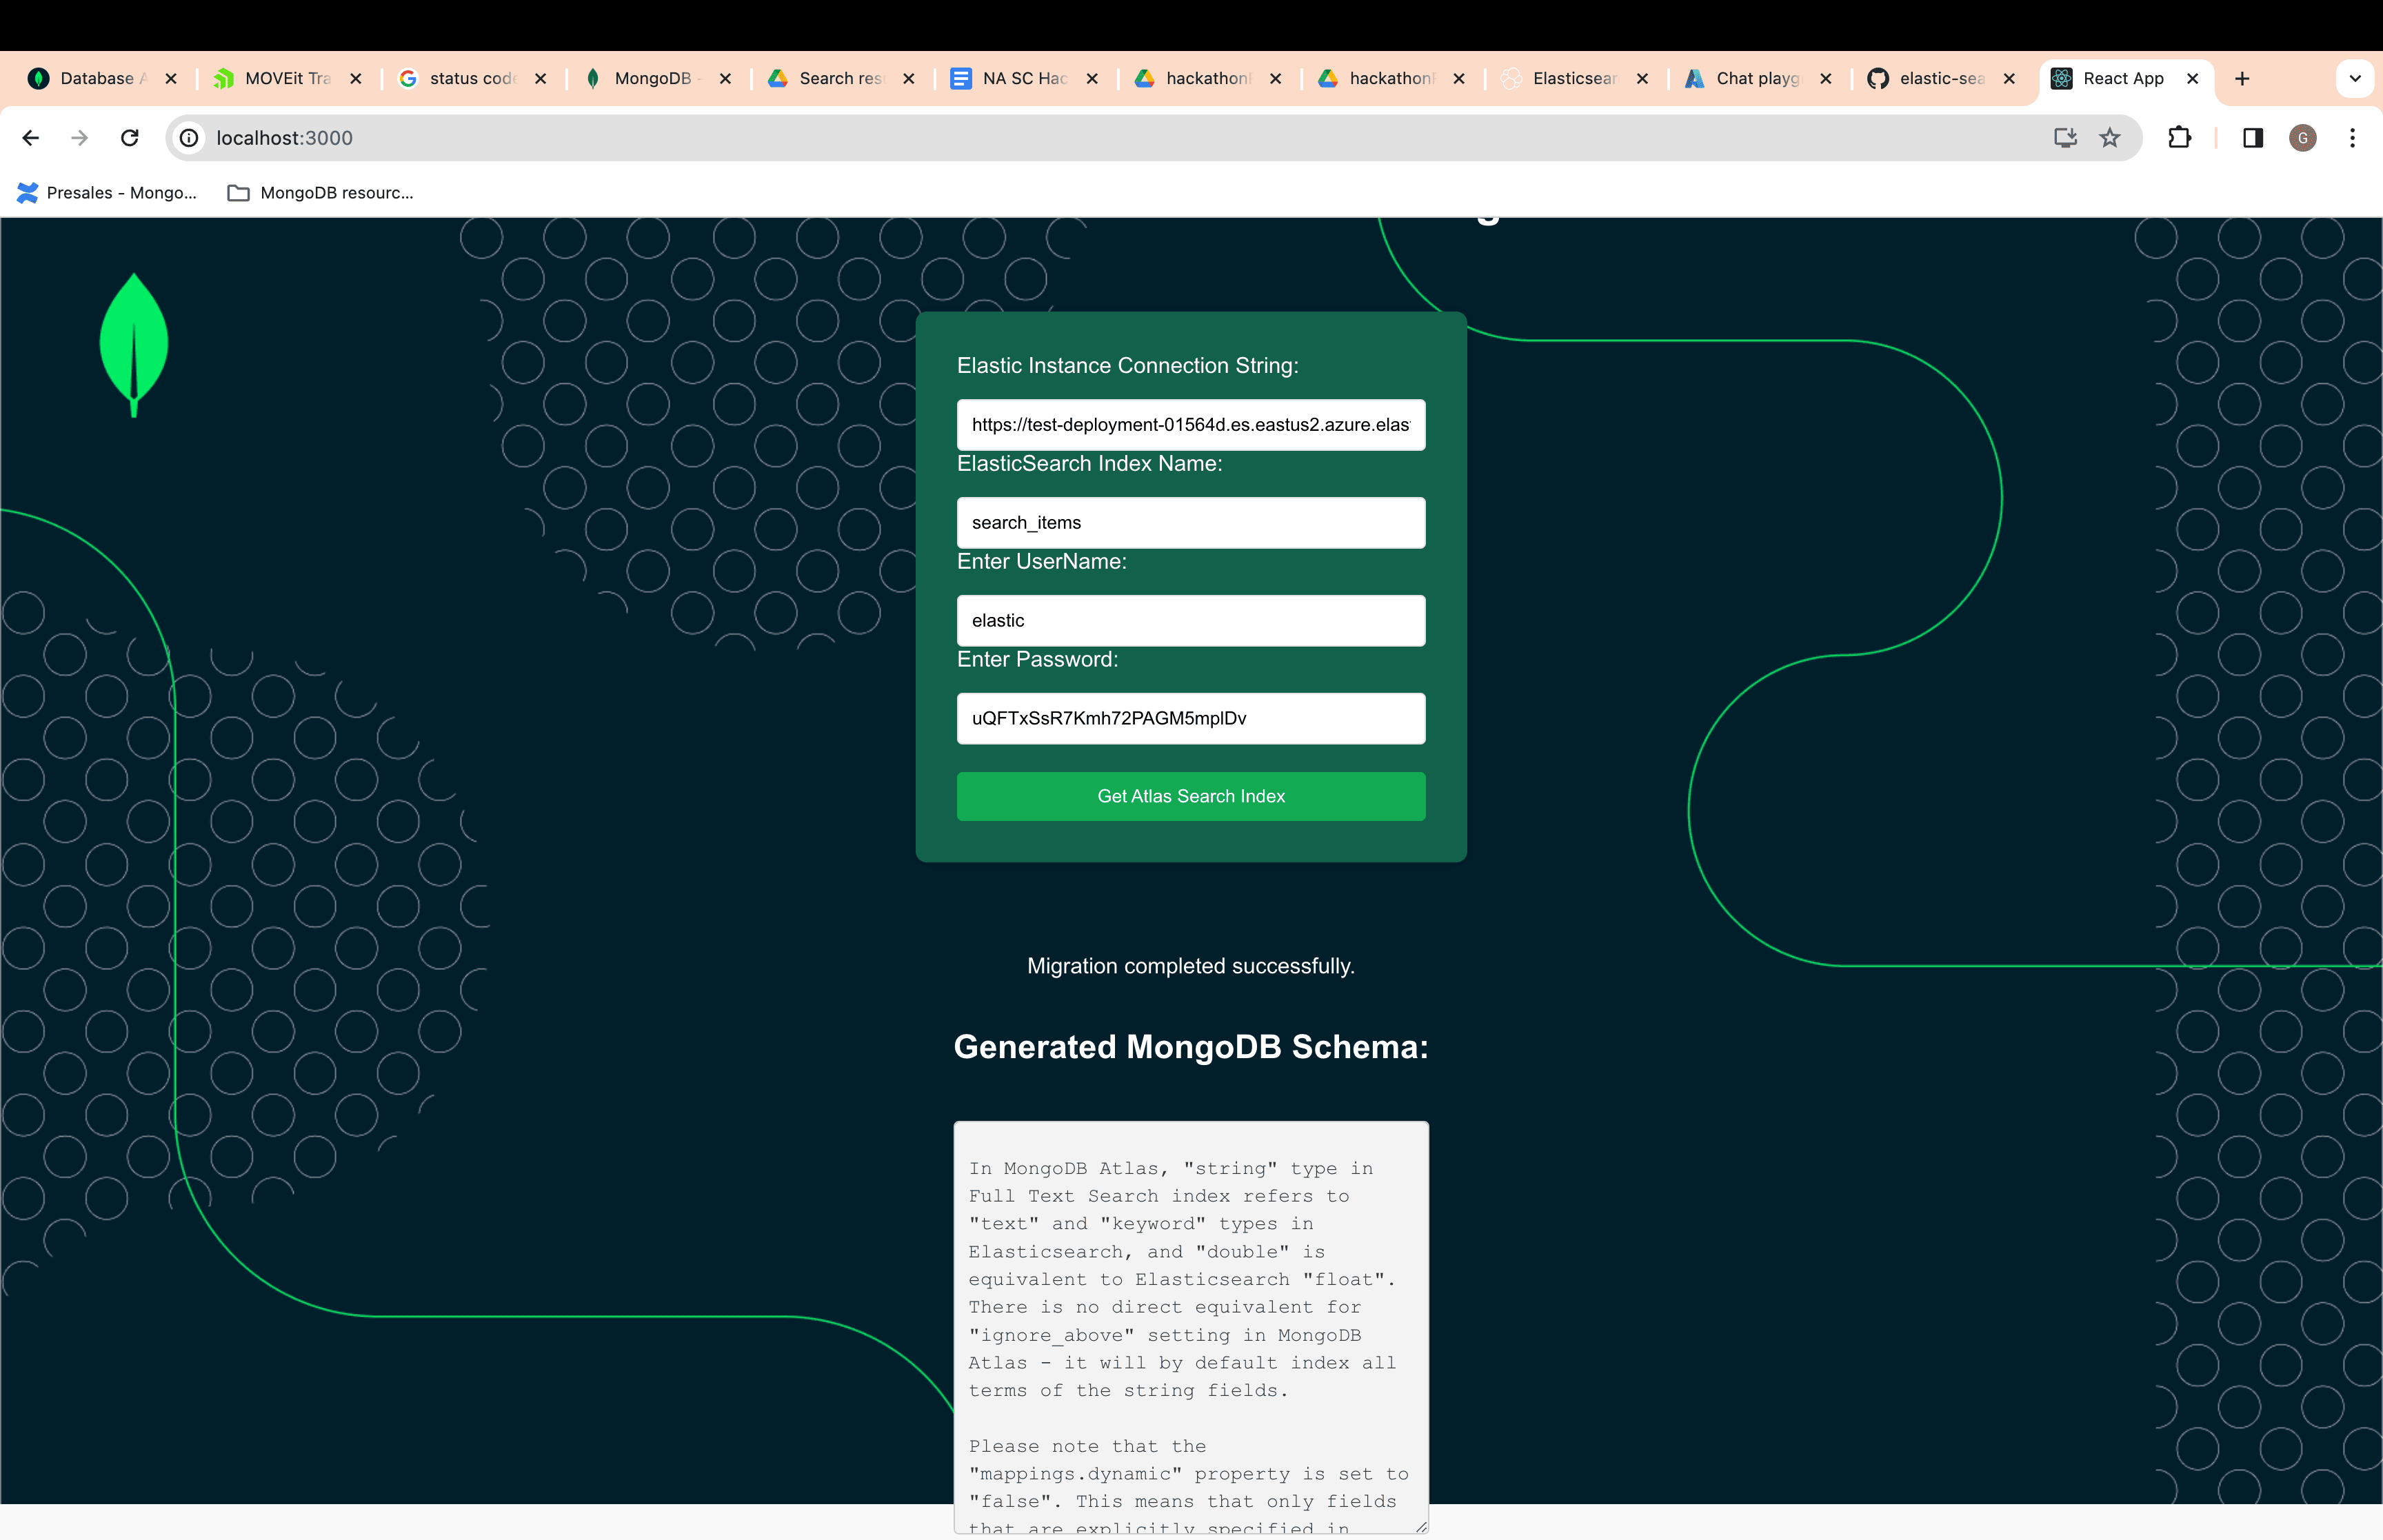 Database
MOVEit Tra
status code
MongoDB -
Search res
NA SC Hac
hackathon
hackathon
Elasticsear
Chat playg
elastic-sea
React App
localhost:3000
G
Presales - Mongo...
MongoDB resourc...
Elastic Instance Connection String:
https://test-deployment-01564d.es.eastus2.azure.elas
ElasticSearch Index Name:
search_items
Enter UserName:
elastic
Enter Password:
Get Atlas Search Index
Migration completed successfully.
Generated MongoDB Schema:
In MongoDB Atlas, "string" type in
Full Text Search index refers to
"text" and "keyword" types in
Elasticsearch, and "double" is
equivalent to Elasticsearch "float".
There is no direct equivalent for
"ignore_above" setting in MongoDB
Atlas - it will by default index all
terms of the string fields.
Please note that the
"mappings.dynamic" property is set to
"false". This means that only fields
that are explicitly specified in